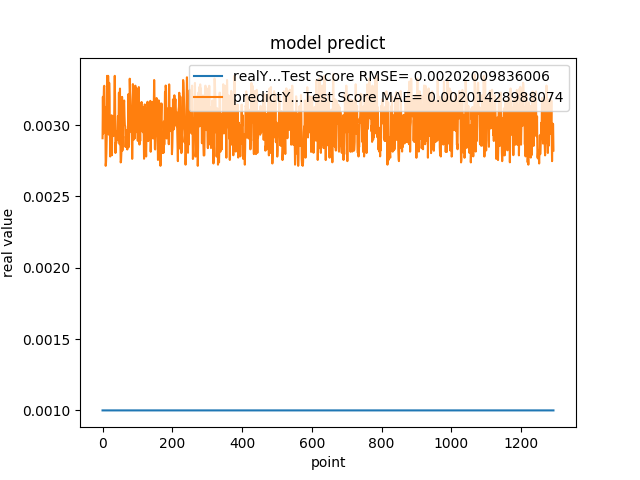 model predict
realY...Test Score RMSE= 0.00202009836006
predictY...Test Score MAE= 0.00201428988074
0.0030
0.0025
0.0020
0.0015
0.0010
real value
0
200
400
600
800
1000
1200
point